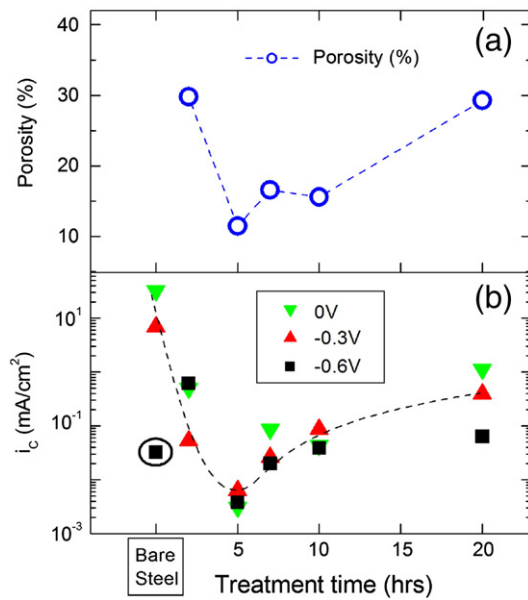 (a)
40
30
20
10
Porosity (%)
Porosity (%)
(b)
10¹
10⁻¹
10⁻³
i_c (mA/cm²)
0V
-0.3V
-0.6V
Bare
Steel
5
10
15
20
Treatment time (hrs)